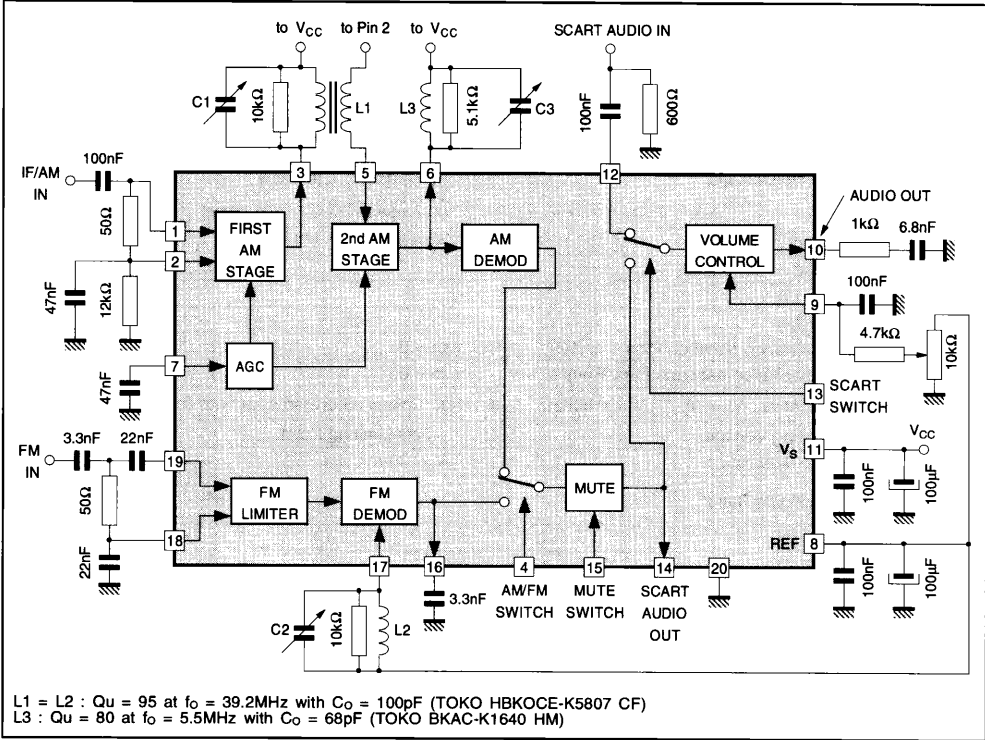 to VCC
to Pin 2
to VCC
SCART AUDIO IN
C1
10kΩ
L1
L3
5.1kΩ
C3
100nF
600Ω
IF/AM
IN
100nF
50Ω
47nF
12kΩ
47nF
3
5
6
12
1
2
7
FIRST
AM
STAGE
2nd AM
STAGE
AM
DEMOD
VOLUME
CONTROL
AGC
AUDIO OUT
10
1kΩ
6.8nF
9
100nF
4.7kΩ
10kΩ
13
SCART
SWITCH
VS
11
VCC
100nF
100µF
REF
8
100nF
100µF
FM
IN
3.3nF
22nF
19
50Ω
18
22nF
FM
LIMITER
FM
DEMOD
MUTE
17
16
4
15
14
20
3.3nF
AM/FM
SWITCH
MUTE
SWITCH
SCART
AUDIO
OUT
C2
10kΩ
L2
L1 = L2 : Qu = 95 at fO = 39.2MHz with CO = 100pF (TOKO HBKOCE-K5807 CF)
L3 : Qu = 80 at fO = 5.5MHz with CO = 68pF (TOKO BKAC-K1640 HM)